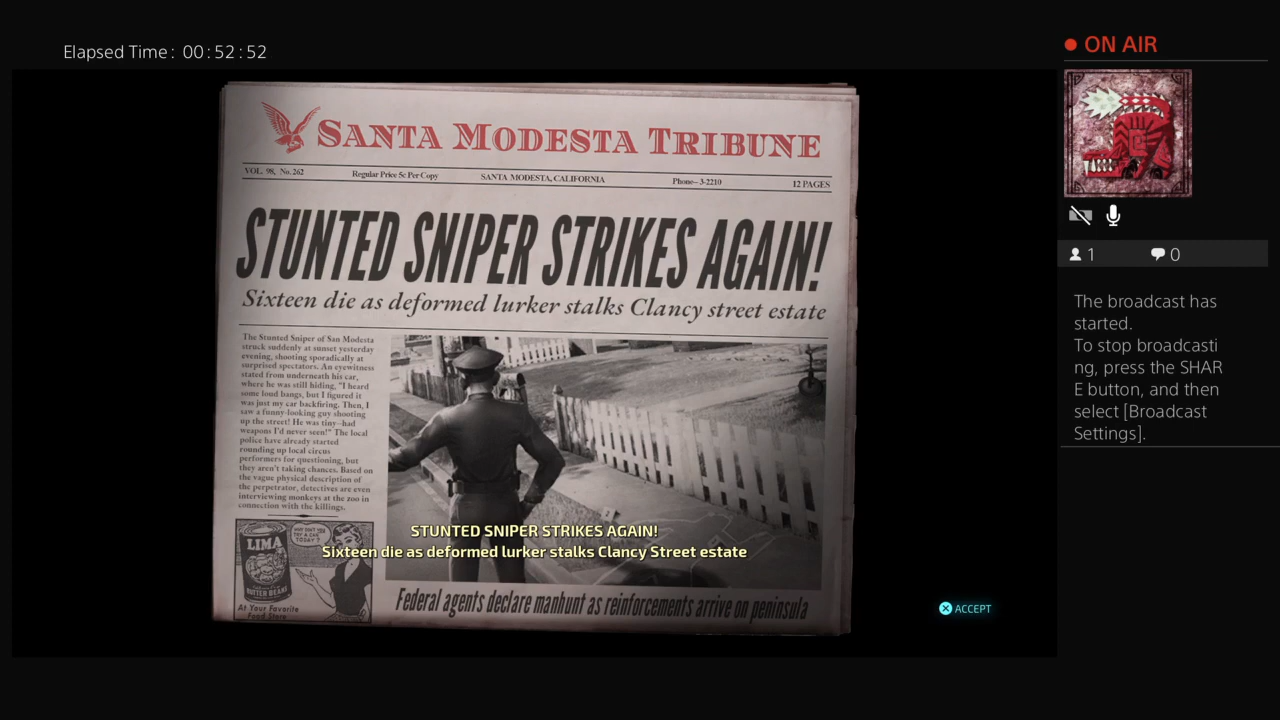 Elapsed Time: 00:52:52
ON AIR
SANTA MODESTA TRIBUNE
VOL. 98, No. 262
Regular Price 5c Per Copy
SANTA MODESTA, CALIFORNIA
Phone--3-2210
12 PAGES
STUNTED SNIPER STRIKES AGAIN!
Sixteen die as deformed lurker stalks Clancy street estate
The Stunted Sniper of San Modesta
struck suddenly at sunset yesterday
evening, shooting sporadically at
surprised spectators. An eyewitness
stated from underneath his car,
where he was still hiding, "I heard
some loud bangs, but I figured it
was just my car backfiring. Then, I
saw a funny-looking guy shooting
up the street! He was tiny--had
weapons I'd never seen!" The local
police have already started
rounding up local circus
performers for questioning, but
they aren't taking chances. Based on
the vague physical description of
the perpetrator, detectives are even
interviewing monkeys at the zoo in
connection with the killings.
LIMA
BUTTER BEANS
WHY DON'T YOU
TRY A CAN
TODAY?
At Your Favorite
Food Store
STUNTED SNIPER STRIKES AGAIN!
Sixteen die as deformed lurker stalks Clancy Street estate
Federal agents declare manhunt as reinforcements arrive on peninsula
ACCEPT
1
0
The broadcast has
started.
To stop broadcasti
ng, press the SHAR
E button, and then
select [Broadcast
Settings].